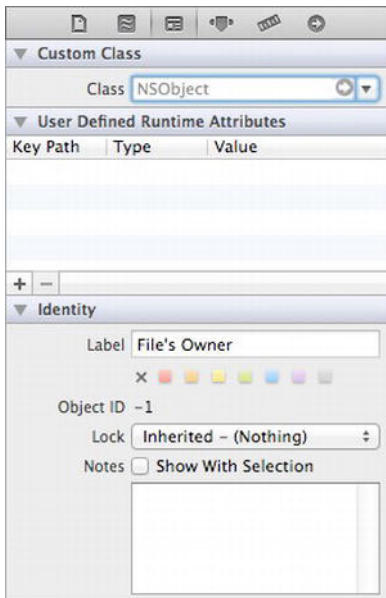 Custom Class
Class NSObject
User Defined Runtime Attributes
Key Path Type Value
+ −
Identity
Label File's Owner
×
Object ID -1
Lock Inherited - (Nothing)
Notes Show With Selection